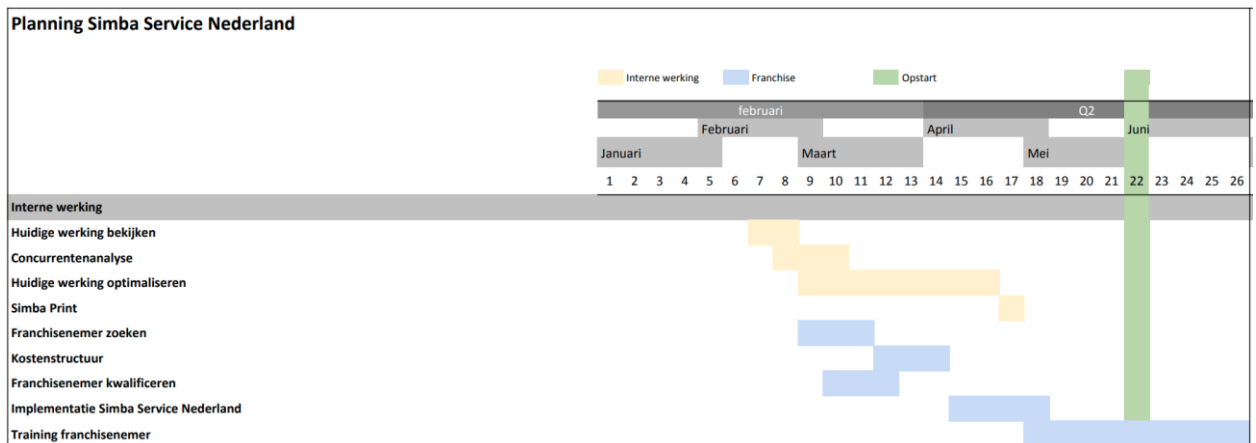 Planning Simba Service Nederland
Interne werking Franchise Opstart
februari Q2
Februari April Juni
Januari Maart Mei
1 2 3 4 5 6 7 8 9 10 11 12 13 14 15 16 17 18 19 20 21 22 23 24 25 26
Interne werking
Huidige werking bekijken
Concurrentenanalyse
Huidige werking optimaliseren
Simba Print
Franchisenemer zoeken
Kostenstructuur
Franchisenemer kwalificeren
Implementatie Simba Service Nederland
Training franchisenemer